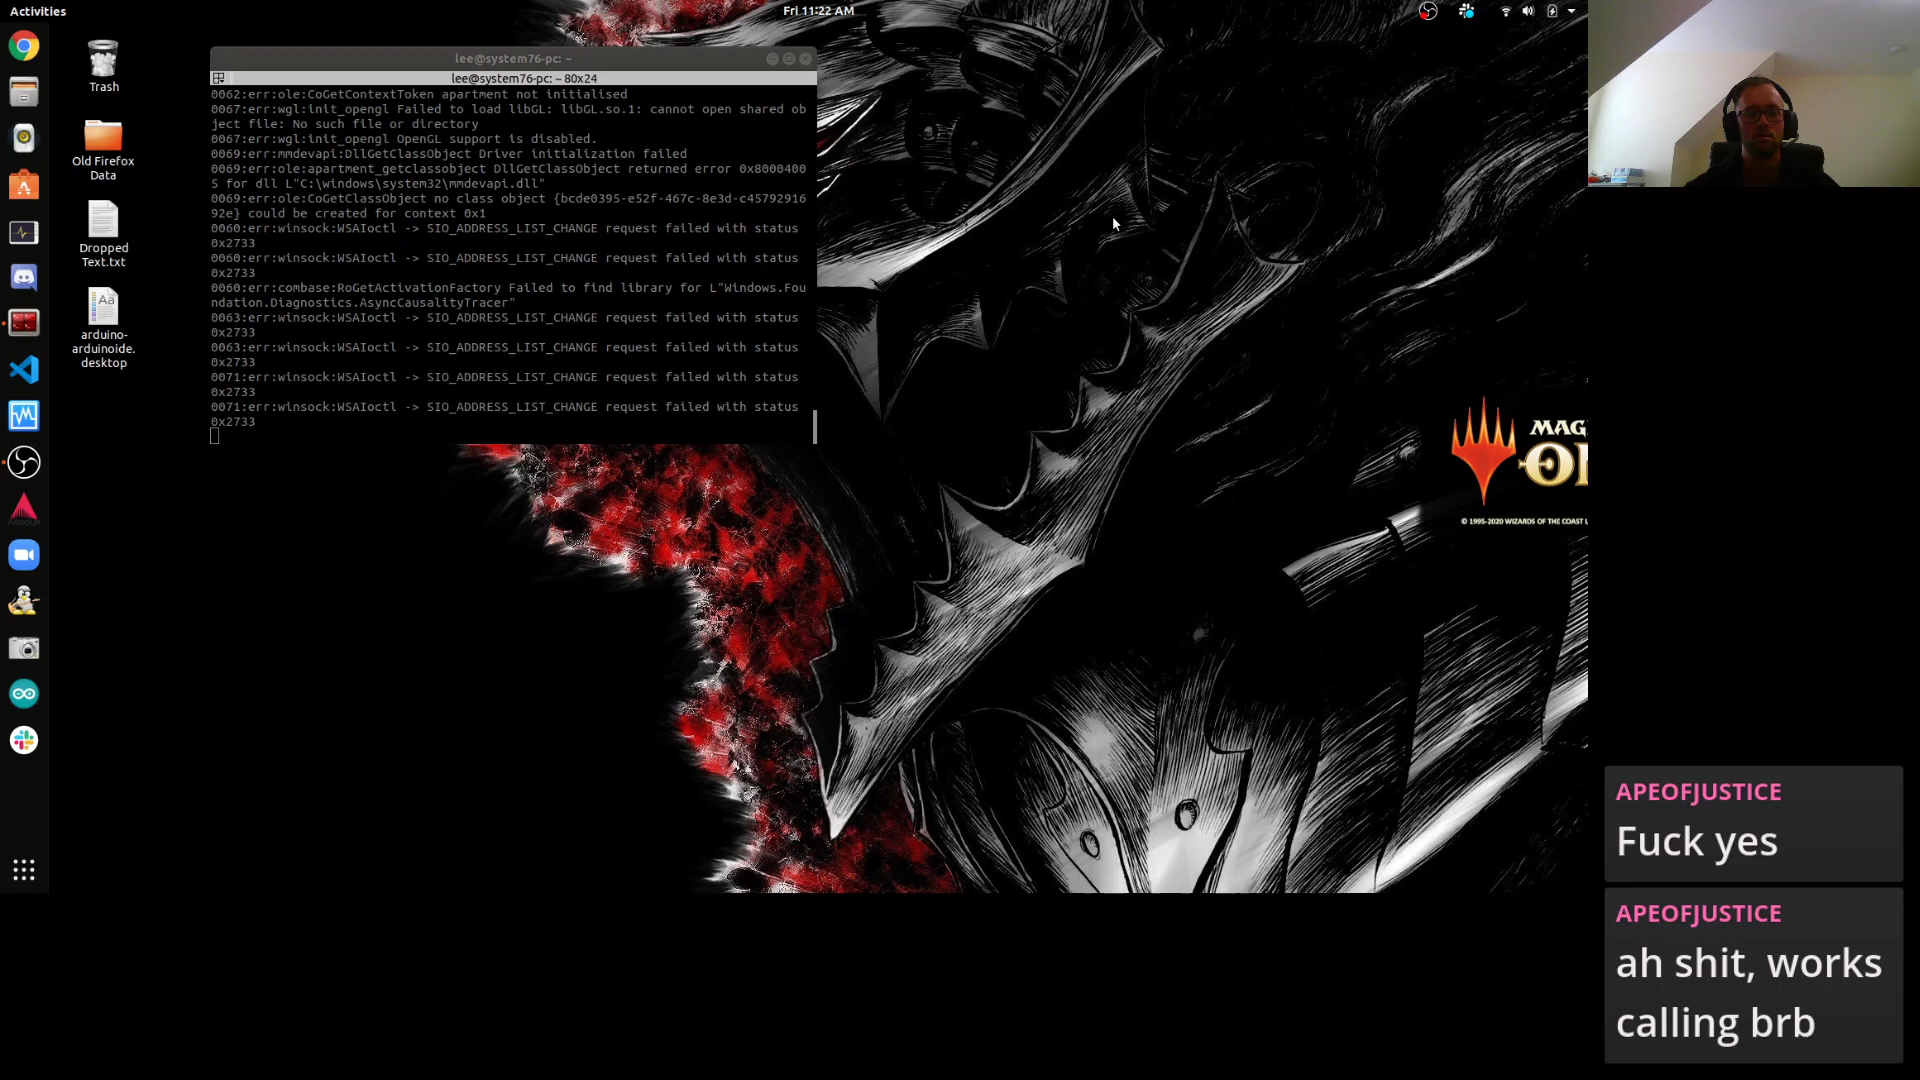 Activities
Fri 11:22 AM
Trash
Old Firefox
Data
Dropped
Text.txt
arduino-
arduinoide.
desktop
lee@system76-pc: ~
lee@system76-pc: ~ 80x24
0062:err:ole:CoGetContextToken apartment not initialised
0067:err:wgl:init_opengl Failed to load libGL: libGL.so.1: cannot open shared ob
ject file: No such file or directory
0067:err:wgl:init_opengl OpenGL support is disabled.
0069:err:mmdevapi:DllGetClassObject Driver initialization failed
0069:err:ole:apartment_getclassobject DllGetClassObject returned error 0x8000400
5 for dll L"C:\windows\system32\mmdevapi.dll"
0069:err:ole:CoGetClassObject no class object {bcde0395-e52f-467c-8e3d-c45792916
92e} could be created for context 0x1
0060:err:winsock:WSAIoctl -> SIO_ADDRESS_LIST_CHANGE request failed with status
0x2733
0060:err:winsock:WSAIoctl -> SIO_ADDRESS_LIST_CHANGE request failed with status
0x2733
0060:err:combase:RoGetActivationFactory Failed to find library for L"Windows.Fou
ndation.Diagnostics.AsyncCausalityTracer"
0063:err:winsock:WSAIoctl -> SIO_ADDRESS_LIST_CHANGE request failed with status
0x2733
0063:err:winsock:WSAIoctl -> SIO_ADDRESS_LIST_CHANGE request failed with status
0x2733
0071:err:winsock:WSAIoctl -> SIO_ADDRESS_LIST_CHANGE request failed with status
0x2733
0071:err:winsock:WSAIoctl -> SIO_ADDRESS_LIST_CHANGE request failed with status
0x2733
MAG
© 1995-2020 WIZARDS OF THE COAST L
APEOFJUSTICE
Fuck yes
APEOFJUSTICE
ah shit, works
calling brb